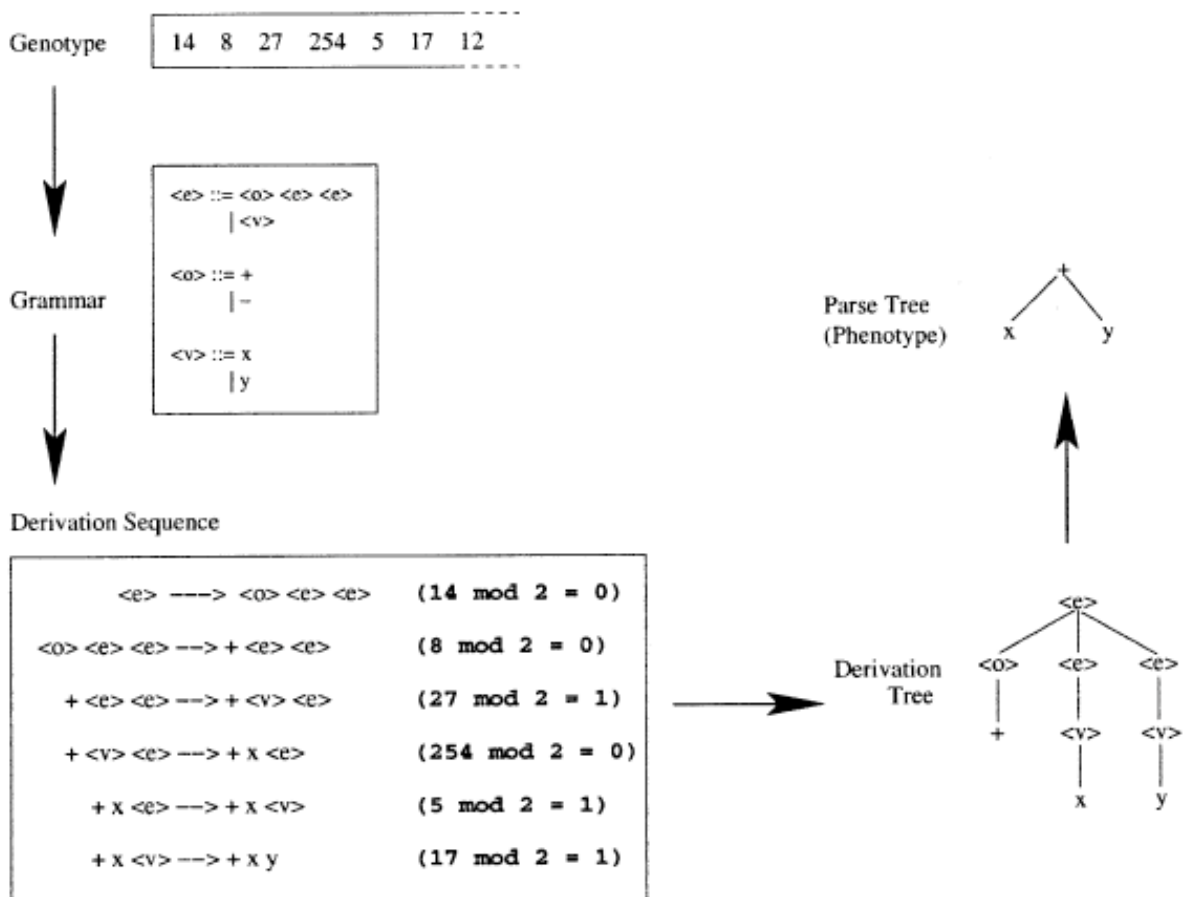 Genotype
14 8 27 254 5 17 12
<e> ::= <o> <e> <e>
| <v>
<o> ::= +
| −
<v> ::= x
| y
Grammar
Derivation Sequence
<e> ---> <o> <e> <e> (14 mod 2 = 0)
<o> <e> <e> --> + <e> <e> (8 mod 2 = 0)
+ <e> <e> --> + <v> <e> (27 mod 2 = 1)
+ <v> <e> --> + x <e> (254 mod 2 = 0)
+ x <e> --> + x <v> (5 mod 2 = 1)
+ x <v> --> + x y (17 mod 2 = 1)
Parse Tree
(Phenotype)
+
x y
Derivation
Tree
<e>
<o> <e> <e>
+ <v> <v>
x y